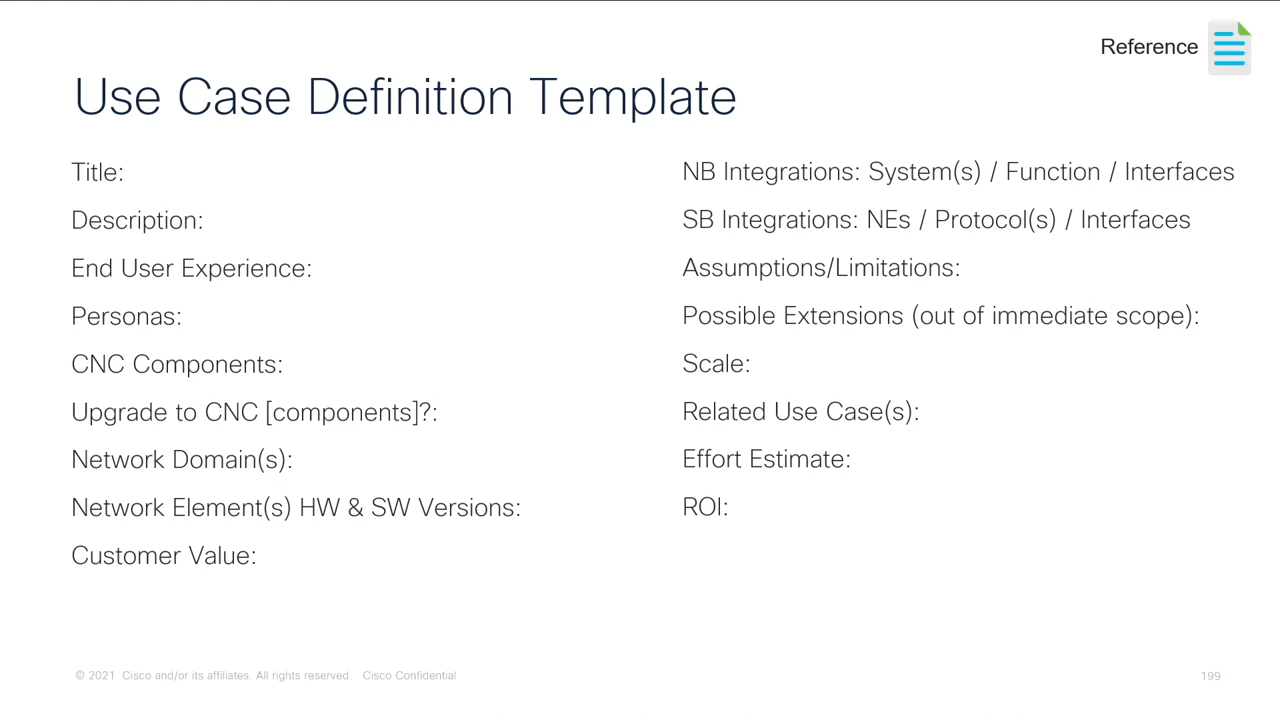 Reference
Use Case Definition Template
Title:
Description:
End User Experience:
Personas:
CNC Components:
Upgrade to CNC [components]?:
Network Domain(s):
Network Element(s) HW & SW Versions:
Customer Value:
NB Integrations: System(s) / Function / Interfaces
SB Integrations: NEs / Protocol(s) / Interfaces
Assumptions/Limitations:
Possible Extensions (out of immediate scope):
Scale:
Related Use Case(s):
Effort Estimate:
ROI:
© 2021 Cisco and/or its affiliates. All rights reserved. Cisco Confidential
199